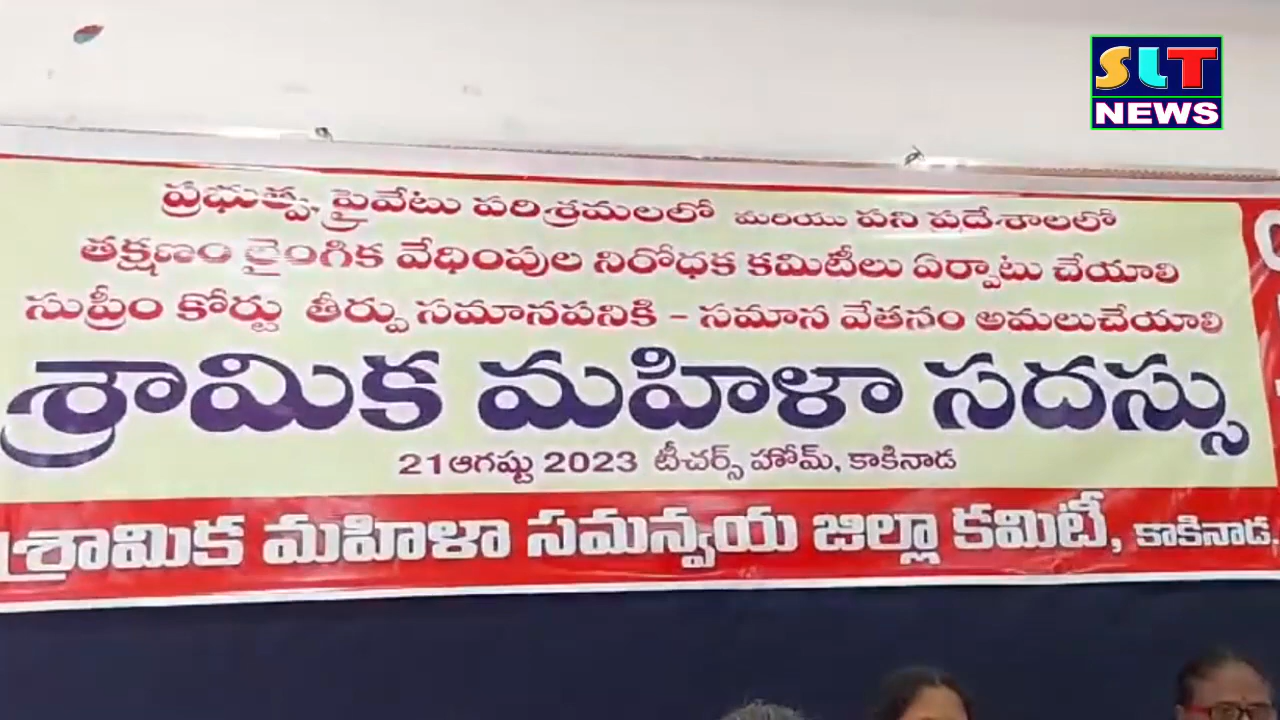 SLT
NEWS
ప్రభుత్వ, ప్రైవేటు పరిశ్రమలలో మరియు పని ప్రదేశాలలో
తక్షణం లైంగిక వేధింపుల నిరోధక కమిటీలు ఏర్పాటు చేయాలి
సుప్రీం కోర్టు తీర్పు సమానపనికి - సమాన వేతనం అమలుచేయాలి
శ్రామిక మహిళా సదస్సు
21 ఆగష్టు 2023 టీచర్స్ హోమ్, కాకినాడ
శ్రామిక మహిళా సమన్వయ జిల్లా కమిటీ, కాకినాడ.